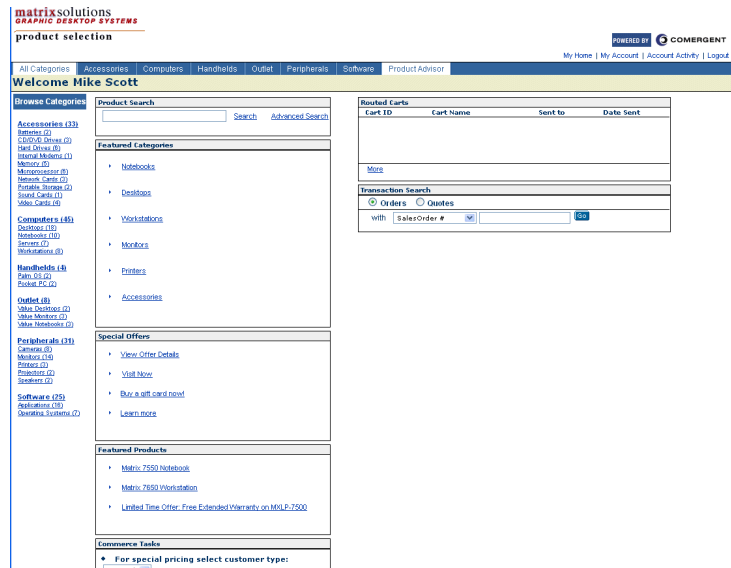 matrixsolutions
GRAPHIC DESKTOP SYSTEMS
product selection
POWERED BY COMERGENT
My Home | My Account | Account Activity | Logout
All Categories Accessories Computers Handhelds Outlet Peripherals Software Product Advisor
Welcome Mike Scott
Browse Categories
Accessories (33)
Batteries (2)
CD/DVD Drives (3)
Hard Drives (6)
Internal Modems (1)
Memory (5)
Microprocessor (6)
Network Cards (3)
Portable Storage (2)
Sound Cards (1)
Video Cards (4)
Computers (45)
Desktops (18)
Notebooks (10)
Servers (7)
Workstations (8)
Handhelds (4)
Palm OS (2)
Pocket PC (2)
Outlet (8)
Value Desktops (2)
Value Monitors (3)
Value Notebooks (3)
Peripherals (31)
Cameras (8)
Monitors (14)
Printers (3)
Projectors (2)
Speakers (2)
Software (25)
Applications (18)
Operating Systems (7)
Product Search
Search Advanced Search
Featured Categories
Notebooks
Desktops
Workstations
Monitors
Printers
Accessories
Special Offers
View Offer Details
Visit Now
Buy a gift card now!
Learn more
Featured Products
Matrix 7550 Notebook
Matrix 7650 Workstation
Limited Time Offer: Free Extended Warranty on MXLP-7500
Commerce Tasks
For special pricing select customer type:
Routed Carts
Cart ID Cart Name Sent to Date Sent
More
Transaction Search
Orders Quotes
with SalesOrder # Go